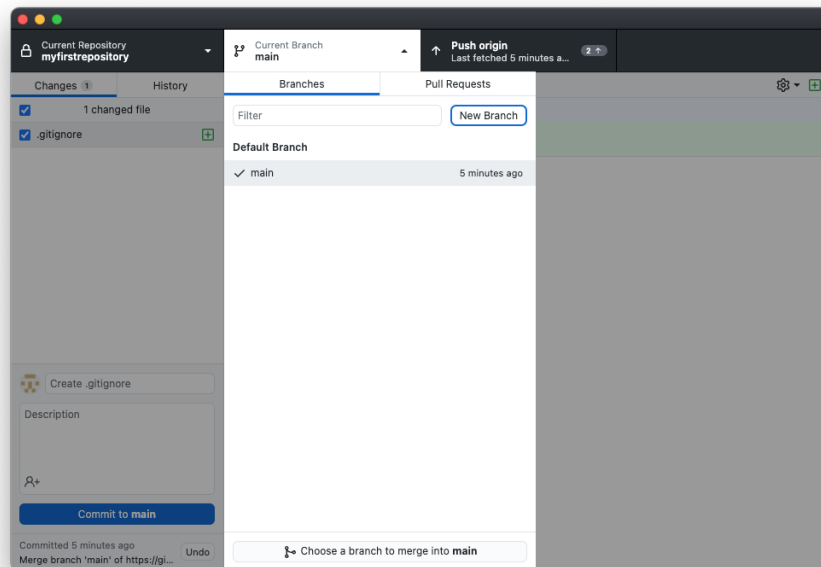 Current Repository
myfirstrepository
Current Branch
main
Push origin
Last fetched 5 minutes a...
2 ↑
Changes 1
History
1 changed file
.gitignore
Branches
Pull Requests
Filter
New Branch
Default Branch
main
5 minutes ago
Create .gitignore
Description
Commit to main
Committed 5 minutes ago
Merge branch 'main' of https://gi...
Undo
Choose a branch to merge into main